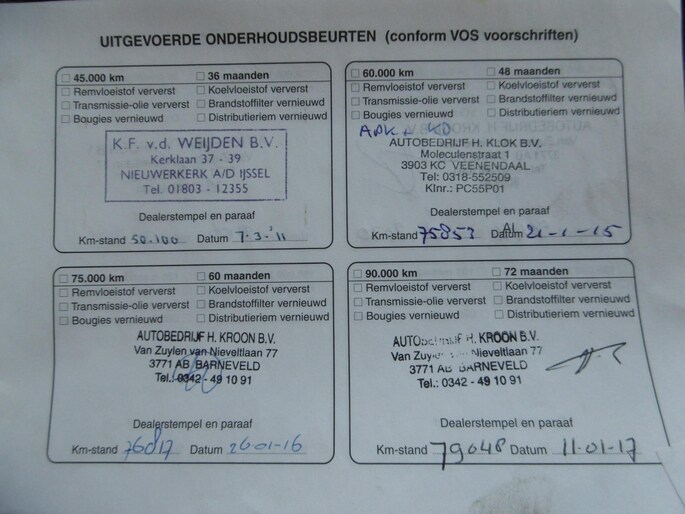 UITGEVOERDE ONDERHOUDSBEURTEN (conform VOS voorschriften)
45.000 km 36 maanden
Remvloeistof ververst Koelvloeistof ververst
Transmissie-olie ververst Brandstoffilter vernieuwd
Bougies vernieuwd Distributieriem vernieuwd
K.F. v.d. WEIJDEN B.V.
Kerklaan 37 - 39
NIEUWERKERK A/D IJSSEL
Tel. 01803 - 12355
Dealerstempel en paraaf
Km-stand 50.100 Datum 7-3-'11
60.000 km 48 maanden
Remvloeistof ververst Koelvloeistof ververst
Transmissie-olie ververst Brandstoffilter vernieuwd
Bougies vernieuwd Distributieriem vernieuwd
APK + KD
AUTOBEDRIJF H. KLOK B.V.
Moleculenstraat 1
3903 KC VEENENDAAL
Tel: 0318-552509
Klnr.: PC55P01
Dealerstempel en paraaf
Km-stand 75853 Datum 21-1-15
75.000 km 60 maanden
Remvloeistof ververst Koelvloeistof ververst
Transmissie-olie ververst Brandstoffilter vernieuwd
Bougies vernieuwd Distributieriem vernieuwd
AUTOBEDRIJF H. KROON B.V.
Van Zuylen van Nieveltlaan 77
3771 AB BARNEVELD
Tel.: 0342 - 49 10 91
Dealerstempel en paraaf
Km-stand 76817 Datum 26-01-16
90.000 km 72 maanden
Remvloeistof ververst Koelvloeistof ververst
Transmissie-olie ververst Brandstoffilter vernieuwd
Bougies vernieuwd Distributieriem vernieuwd
H. KROON B.V.
Van Nieveltlaan 77
3771 AB BARNEVELD
Tel.: 0342 - 49 10 91
Dealerstempel en paraaf
Km-stand 79048 Datum 11-01-17